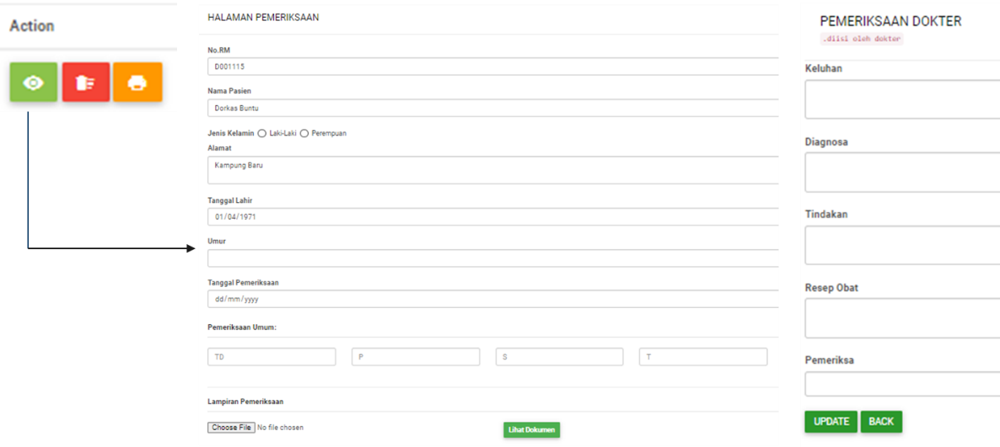 Action
HALAMAN PEMERIKSAAN
No.RM
D001115
Nama Pasien
Dorkas Buntu
Jenis Kelamin Laki-Laki Perempuan
Alamat
Kampung Baru
Tanggal Lahir
01/04/1971
Umur
Tanggal Pemeriksaan
dd/mm/yyyy
Pemeriksaan Umum:
TD P S T
Lampiran Pemeriksaan
Choose File No file chosen Lihat Dokumen
PEMERIKSAAN DOKTER
.diisi oleh dokter
Keluhan
Diagnosa
Tindakan
Resep Obat
Pemeriksa
UPDATE BACK